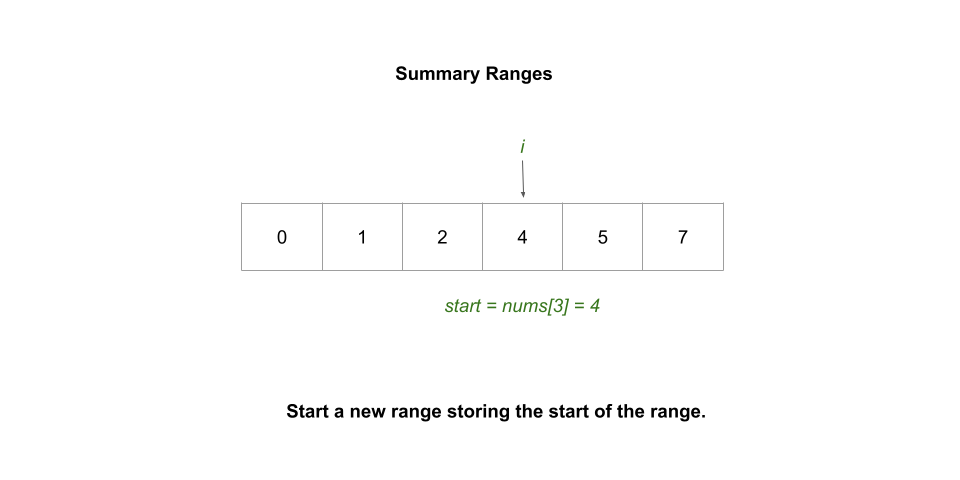 Summary Ranges
i
0 1 2 4 5 7
start = nums[3] = 4
Start a new range storing the start of the range.